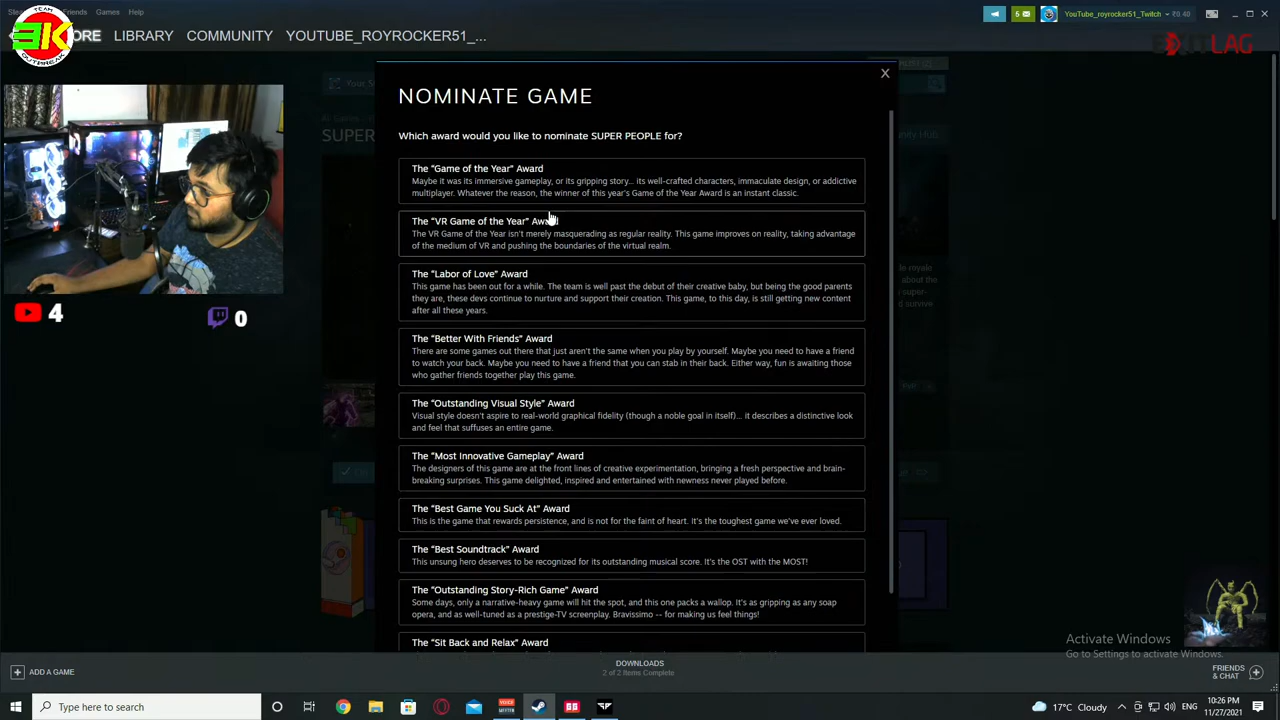 Friends Games Help
5
YouTube_royrocker51_Twitch
₹0.40
TEAM
3K
OUTBREAK
LIBRARY COMMUNITY YOUTUBE_ROYROCKER51_...
EXITLAG
NOMINATE GAME
X
Which award would you like to nominate SUPER PEOPLE for?
The “Game of the Year” Award
Maybe it was its immersive gameplay, or its gripping story... its well-crafted characters, immaculate design, or addictive
multiplayer. Whatever the reason, the winner of this year's Game of the Year Award is an instant classic.
The “VR Game of the Year”
The VR Game of the Year isn't merely masquerading as regular reality. This game improves on reality, taking advantage
of the medium of VR and pushing the boundaries of the virtual realm.
The “Labor of Love” Award
This game has been out for a while. The team is well past the debut of their creative baby, but being the good parents
they are, these devs continue to nurture and support their creation. This game, to this day, is still getting new content
after all these years.
The “Better With Friends” Award
There are some games out there that just aren't the same when you play by yourself. Maybe you need to have a friend
to watch your back. Maybe you need to have a friend that you can stab in their back. Either way, fun is awaiting those
who gather friends together play this game.
The “Outstanding Visual Style” Award
Visual style doesn't aspire to real-world graphical fidelity (though a noble goal in itself)... it describes a distinctive look
and feel that suffuses an entire game.
The “Most Innovative Gameplay” Award
The designers of this game are at the front lines of creative experimentation, bringing a fresh perspective and brain-
breaking surprises. This game delighted, inspired and entertained with newness never played before.
The “Best Game You Suck At” Award
This is the game that rewards persistence, and is not for the faint of heart. It's the toughest game we've ever loved.
The “Best Soundtrack” Award
This unsung hero deserves to be recognized for its outstanding musical score. It's the OST with the MOST!
The “Outstanding Story-Rich Game” Award
Some days, only a narrative-heavy game will hit the spot, and this one packs a wallop. It's as gripping as any soap
opera, and as well-tuned as a prestige-TV screenplay. Bravissimo -- for making us feel things!
The “Sit Back and Relax” Award
4
0
Activate Windows
Go to Settings to activate Windows.
ADD A GAME
DOWNLOADS
2 of 2 Items Complete
FRIENDS
& CHAT
Type here to search
17°C Cloudy
ENG
10:26 PM
11/27/2021